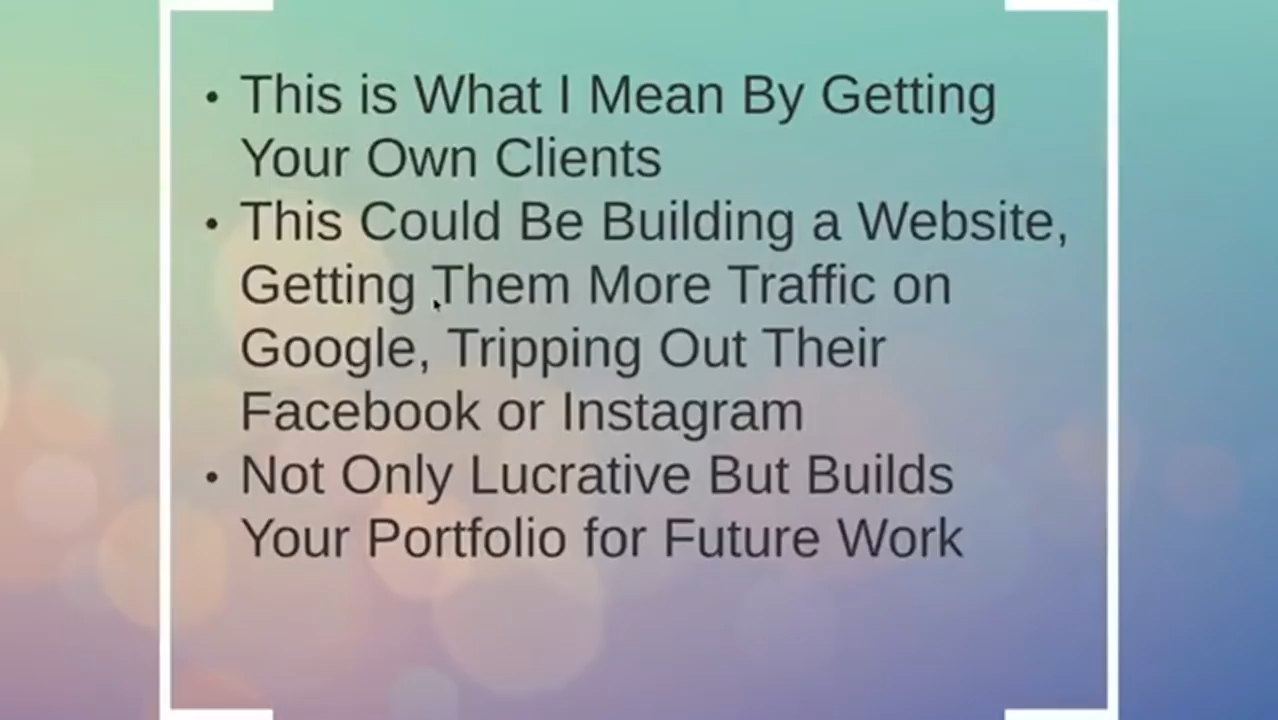 • This is What I Mean By Getting
Your Own Clients
• This Could Be Building a Website,
Getting Them More Traffic on
Google, Tripping Out Their
Facebook or Instagram
• Not Only Lucrative But Builds
Your Portfolio for Future Work